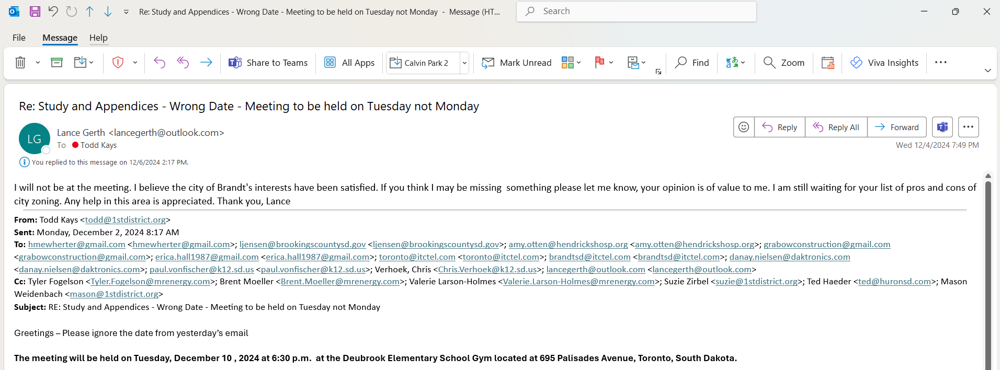 Re: Study and Appendices - Wrong Date - Meeting to be held on Tuesday not Monday - Message (HT...
Search
File Message Help
Share to Teams All Apps Calvin Park 2 Mark Unread Find Zoom Viva Insights
Re: Study and Appendices - Wrong Date - Meeting to be held on Tuesday not Monday
LG
Lance Gerth <lancegerth@outlook.com>
To Todd Kays
Reply Reply All Forward
Wed 12/4/2024 7:49 PM
You replied to this message on 12/6/2024 2:17 PM.
I will not be at the meeting. I believe the city of Brandt's interests have been satisfied. If you think I may be missing  something please let me know, your opinion is of value to me. I am still waiting for your list of pros and cons of
city zoning. Any help in this area is appreciated. Thank you, Lance
From: Todd Kays <todd@1stdistrict.org>
Sent: Monday, December 2, 2024 8:17 AM
To: hmewherter@gmail.com <hmewherter@gmail.com>; ljensen@brookingscountysd.gov <ljensen@brookingscountysd.gov>; amy.otten@hendrickshosp.org <amy.otten@hendrickshosp.org>; grabowconstruction@gmail.com
<grabowconstruction@gmail.com>; erica.hall1987@gmail.com <erica.hall1987@gmail.com>; toronto@itctel.com <toronto@itctel.com>; brandtsd@itctel.com <brandtsd@itctel.com>; danay.nielsen@daktronics.com
<danay.nielsen@daktronics.com>; paul.vonfischer@k12.sd.us <paul.vonfischer@k12.sd.us>; Verhoek, Chris <Chris.Verhoek@k12.sd.us>; lancegerth@outlook.com <lancegerth@outlook.com>
Cc: Tyler Fogelson <Tyler.Fogelson@mrenergy.com>; Brent Moeller <Brent.Moeller@mrenergy.com>; Valerie Larson-Holmes <Valerie.Larson-Holmes@mrenergy.com>; Suzie Zirbel <suzie@1stdistrict.org>; Ted Haeder <ted@huronsd.com>; Mason
Weidenbach <mason@1stdistrict.org>
Subject: RE: Study and Appendices - Wrong Date - Meeting to be held on Tuesday not Monday
Greetings – Please ignore the date from yesterday’s email
The meeting will be held on Tuesday, December 10 , 2024 at 6:30 p.m.  at the Deubrook Elementary School Gym located at 695 Palisades Avenue, Toronto, South Dakota.